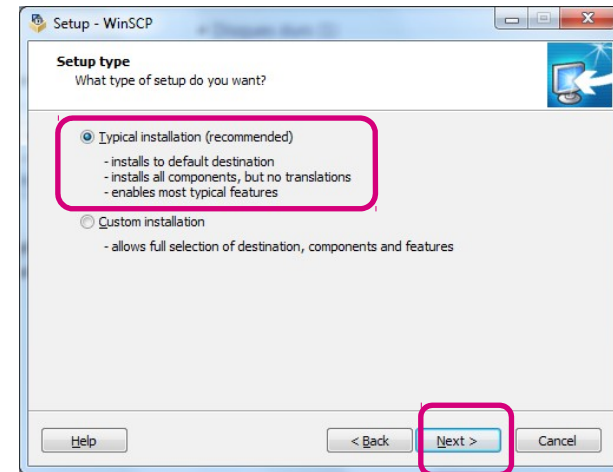 Setup - WinSCP
Setup type
What type of setup do you want?
Typical installation (recommended)
- installs to default destination
- installs all components, but no translations
- enables most typical features
Custom installation
- allows full selection of destination, components and features
Help
< Back
Next >
Cancel